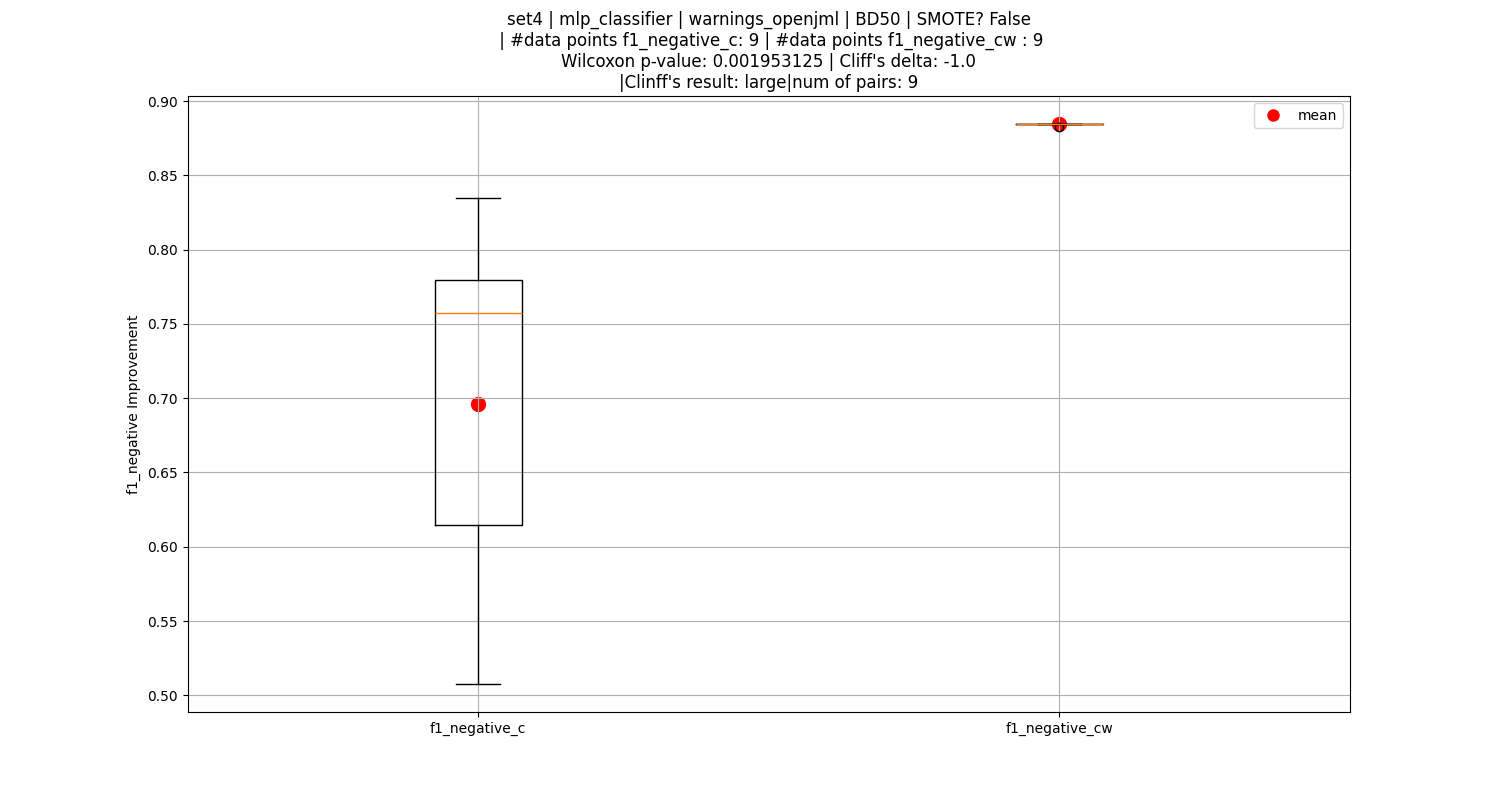 set4 | mlp_classifier | warnings_openjml | BD50 | SMOTE? False
| #data points f1_negative_c: 9 | #data points f1_negative_cw : 9
Wilcoxon p-value: 0.001953125 | Cliff's delta: -1.0
|Clinff's result: large|num of pairs: 9
mean
0.90
0.85
0.80
0.75
0.70
0.65
0.60
0.55
0.50
f1_negative Improvement
f1_negative_c
f1_negative_cw